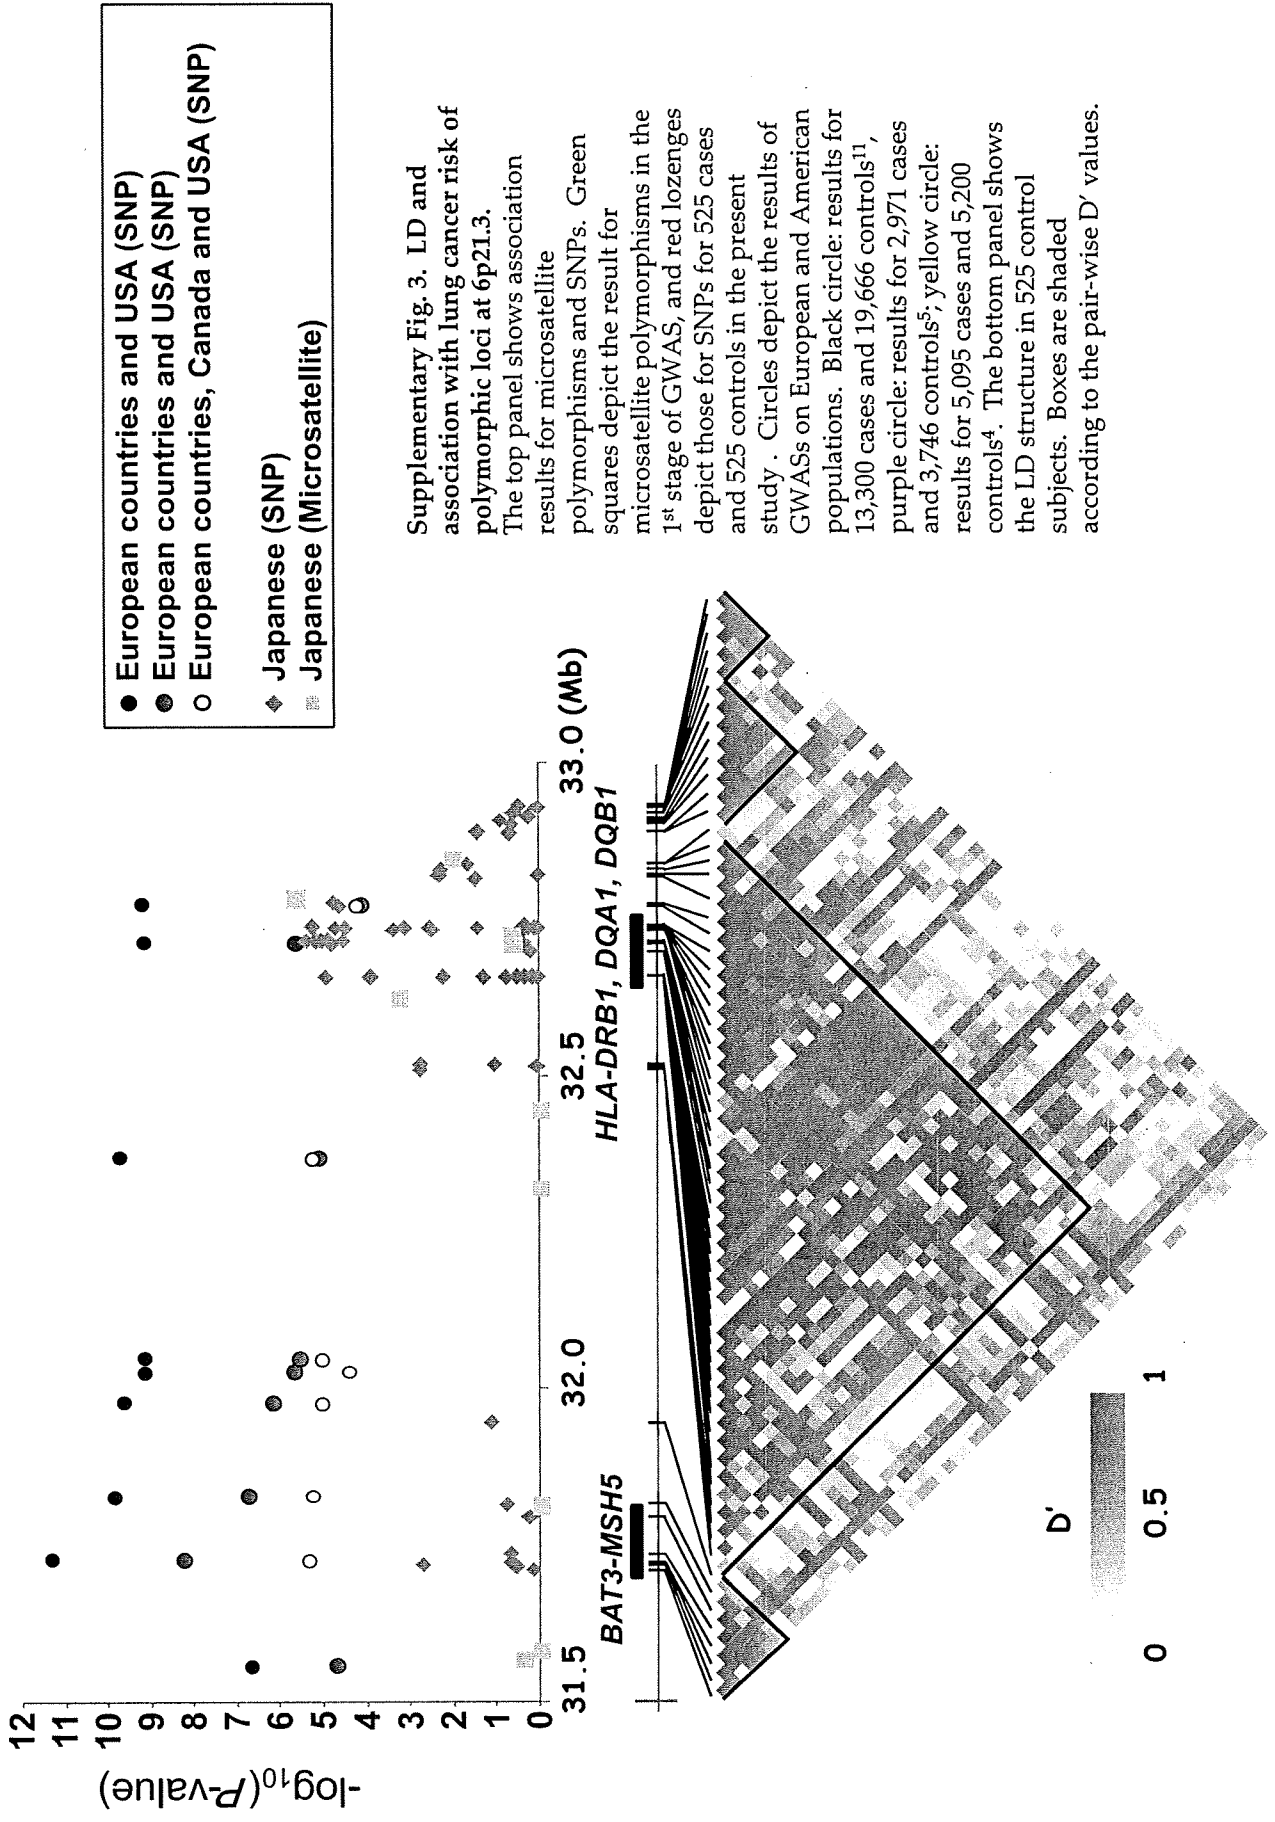 European countries and USA (SNP)
European countries and USA (SNP)
European countries, Canada and USA (SNP)
Japanese (SNP)
Japanese (Microsatellite)
-log10(P-value)
12
11
10
9
8
7
6
5
4
3
2
1
0
31.5
32.0
32.5
33.0 (Mb)
BAT3-MSH5
HLA-DRB1, DQA1, DQB1
D'
0
0.5
1
Supplementary Fig. 3. LD and
association with lung cancer risk of
polymorphic loci at 6p21.3.
The top panel shows association
results for microsatellite
polymorphisms and SNPs. Green
squares depict the result for
microsatellite polymorphisms in the
1st stage of GWAS, and red lozenges
depict those for SNPs for 525 cases
and 525 controls in the present
study . Circles depict the results of
GWASs on European and American
populations. Black circle: results for
13,300 cases and 19,666 controls11,
purple circle: results for 2,971 cases
and 3,746 controls5; yellow circle:
results for 5,095 cases and 5,200
controls4. The bottom panel shows
the LD structure in 525 control
subjects. Boxes are shaded
according to the pair-wise D' values.